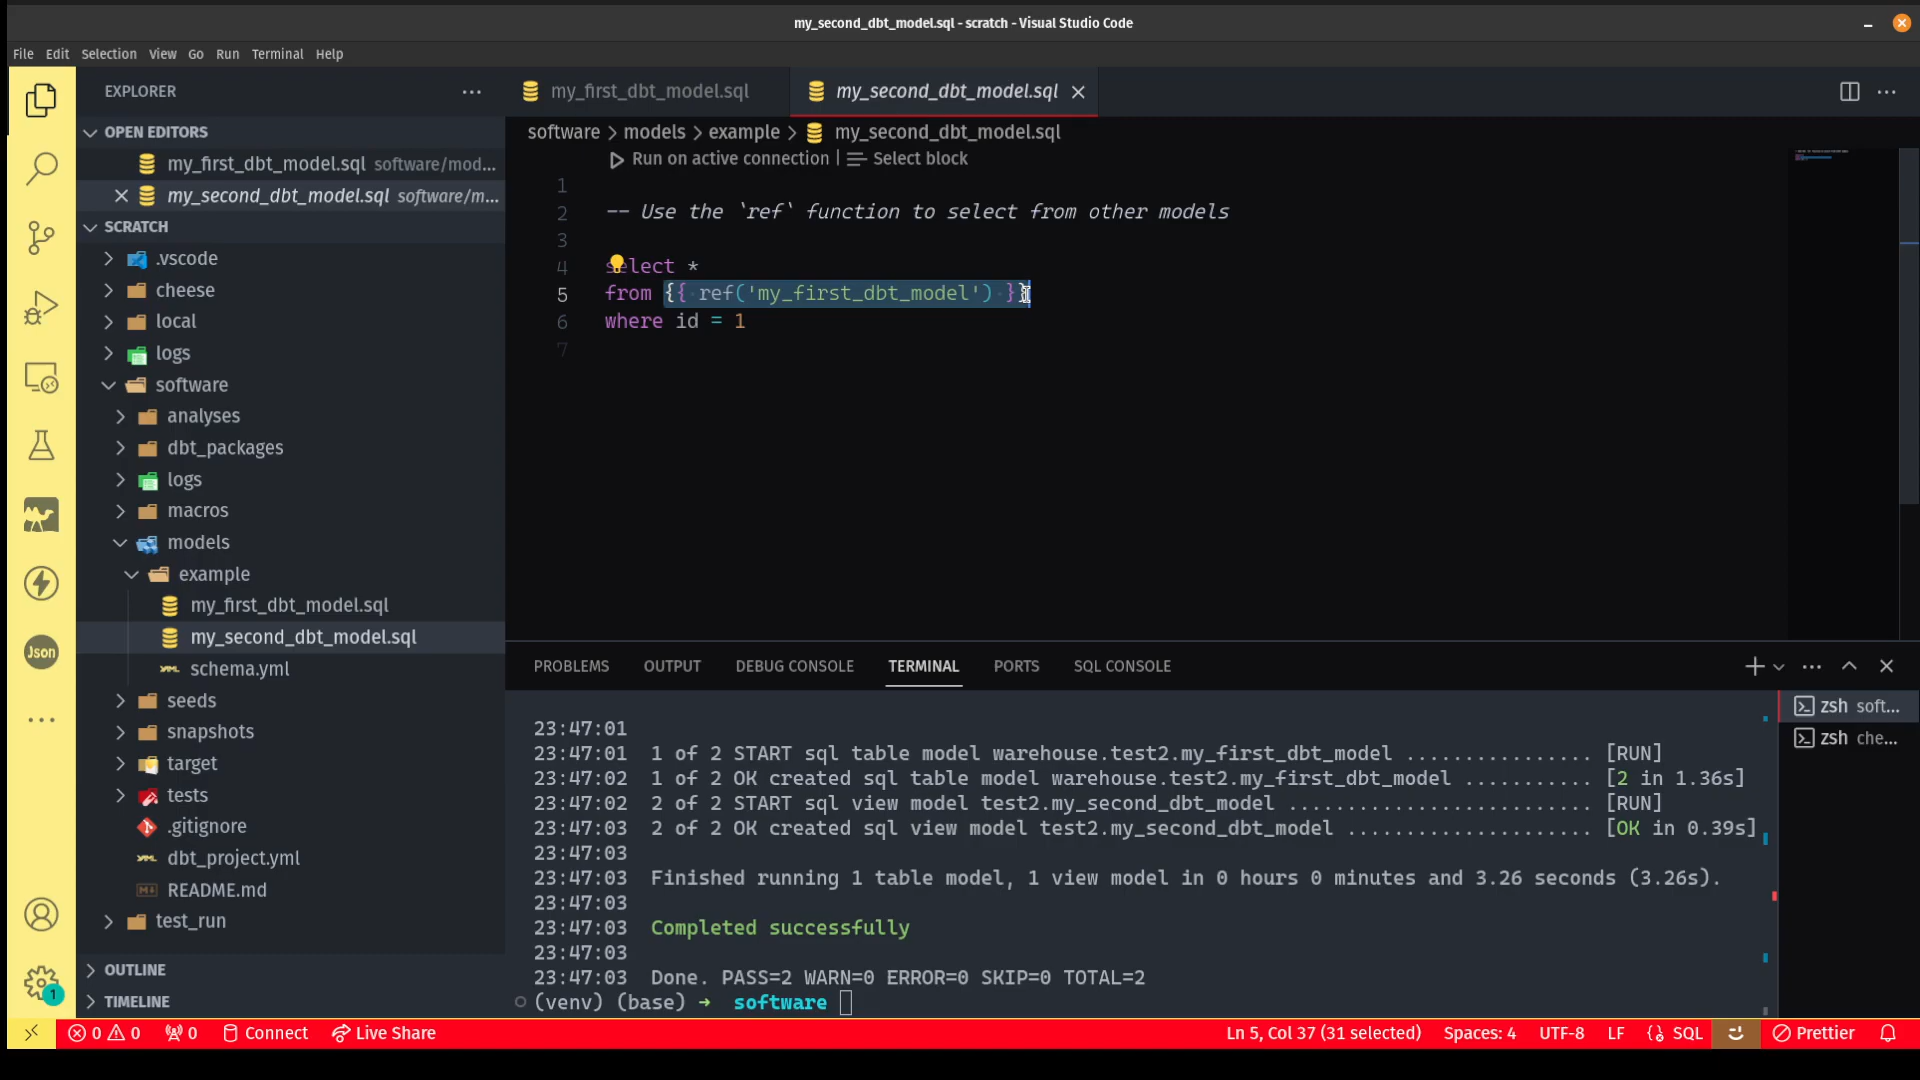 my_second_dbt_model.sql - scratch - Visual Studio Code
File Edit Selection View Go Run Terminal Help
EXPLORER
OPEN EDITORS
my_first_dbt_model.sql software/mod...
my_second_dbt_model.sql software/m...
SCRATCH
.vscode
cheese
local
logs
software
analyses
dbt_packages
logs
macros
models
example
my_first_dbt_model.sql
my_second_dbt_model.sql
schema.yml
seeds
snapshots
target
tests
.gitignore
dbt_project.yml
README.md
test_run
OUTLINE
TIMELINE
Json
1
my_first_dbt_model.sql my_second_dbt_model.sql
software > models > example > my_second_dbt_model.sql
Run on active connection | Select block
1
2 -- Use the `ref` function to select from other models
3
4 select *
5 from {{ ref('my_first_dbt_model') }}
6 where id = 1
7
PROBLEMS OUTPUT DEBUG CONSOLE TERMINAL PORTS SQL CONSOLE
23:47:01
23:47:01 1 of 2 START sql table model warehouse.test2.my_first_dbt_model ................ [RUN]
23:47:02 1 of 2 OK created sql table model warehouse.test2.my_first_dbt_model ........... [2 in 1.36s]
23:47:02 2 of 2 START sql view model test2.my_second_dbt_model .......................... [RUN]
23:47:03 2 of 2 OK created sql view model test2.my_second_dbt_model ..................... [OK in 0.39s]
23:47:03
23:47:03 Finished running 1 table model, 1 view model in 0 hours 0 minutes and 3.26 seconds (3.26s).
23:47:03
23:47:03 Completed successfully
23:47:03
23:47:03 Done. PASS=2 WARN=0 ERROR=0 SKIP=0 TOTAL=2
(venv) (base) → software
zsh soft...
zsh che...
0 0 0 Connect Live Share Ln 5, Col 37 (31 selected) Spaces: 4 UTF-8 LF SQL Prettier